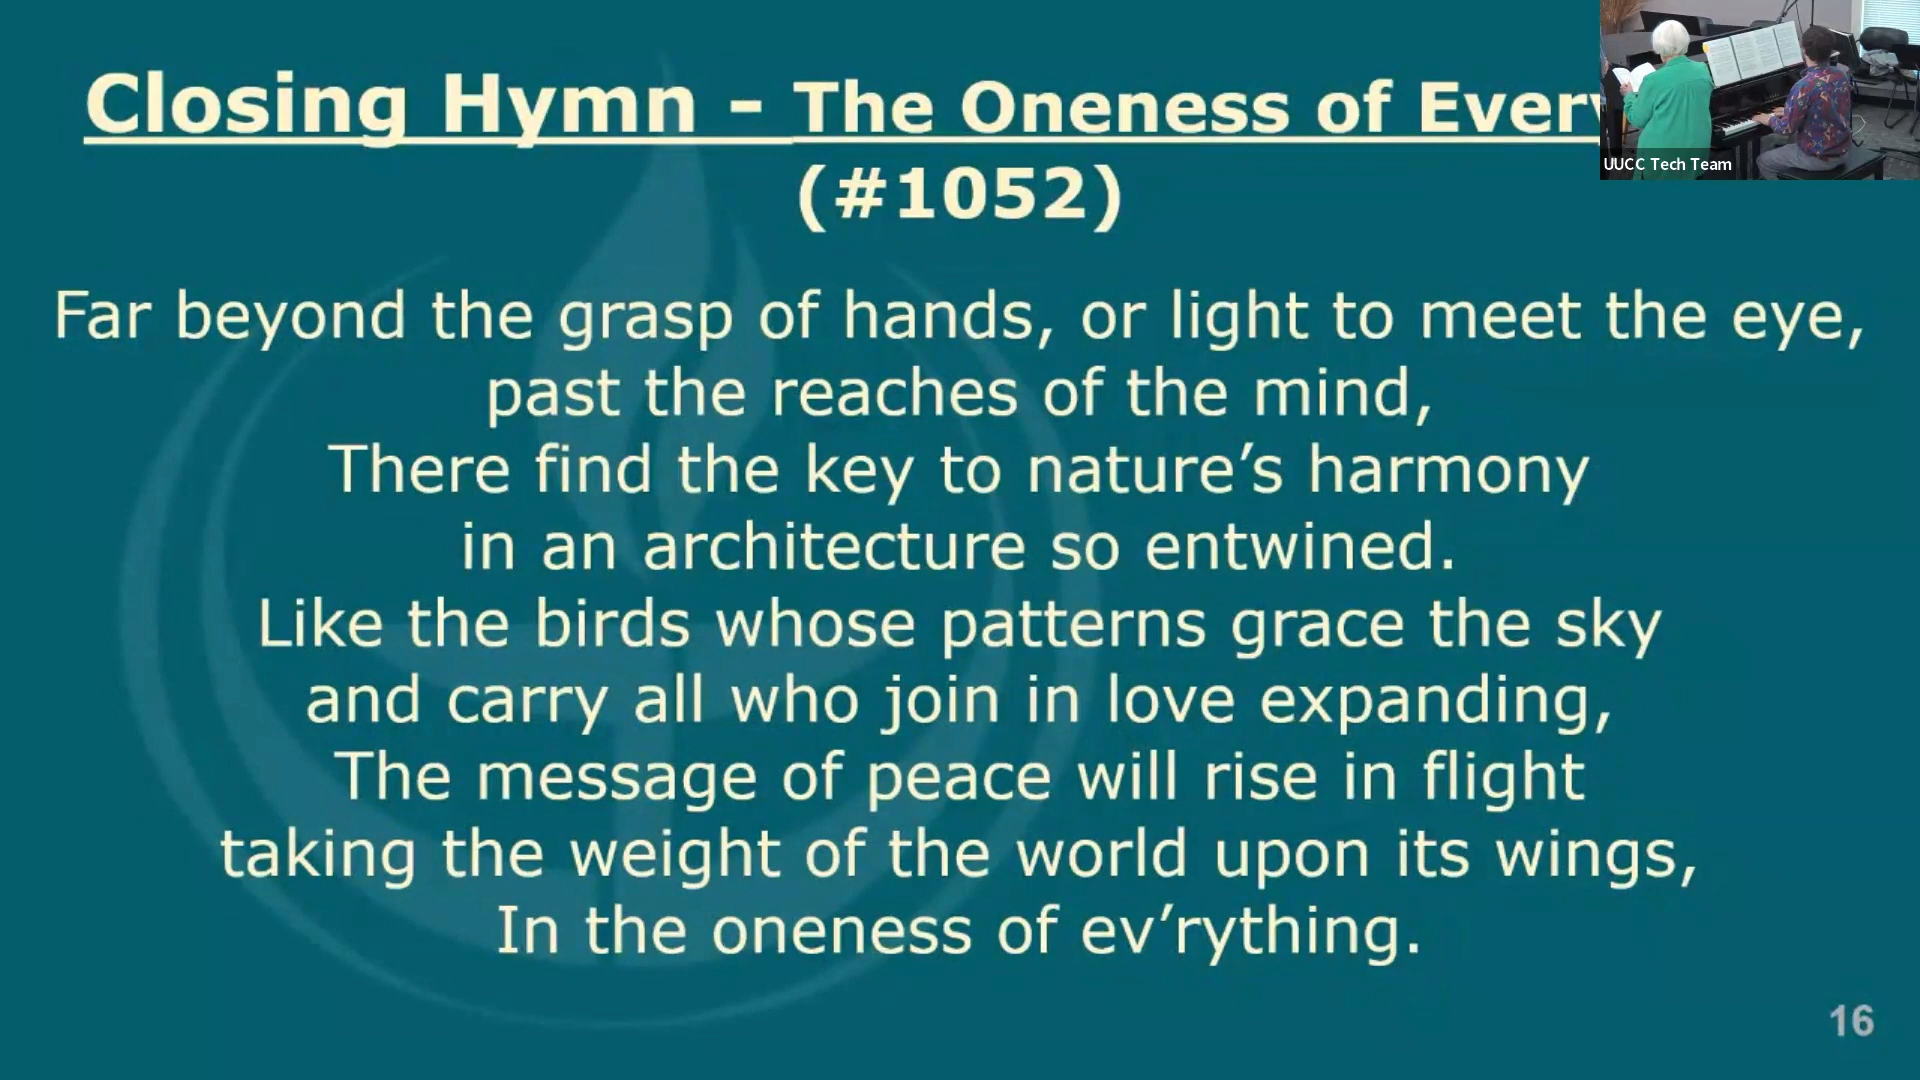 Closing Hymn - The Oneness of Every
(#1052)
UUCC Tech Team
Far beyond the grasp of hands, or light to meet the eye,
past the reaches of the mind,
There find the key to nature’s harmony
in an architecture so entwined.
Like the birds whose patterns grace the sky
and carry all who join in love expanding,
The message of peace will rise in flight
taking the weight of the world upon its wings,
In the oneness of ev’rything.
16